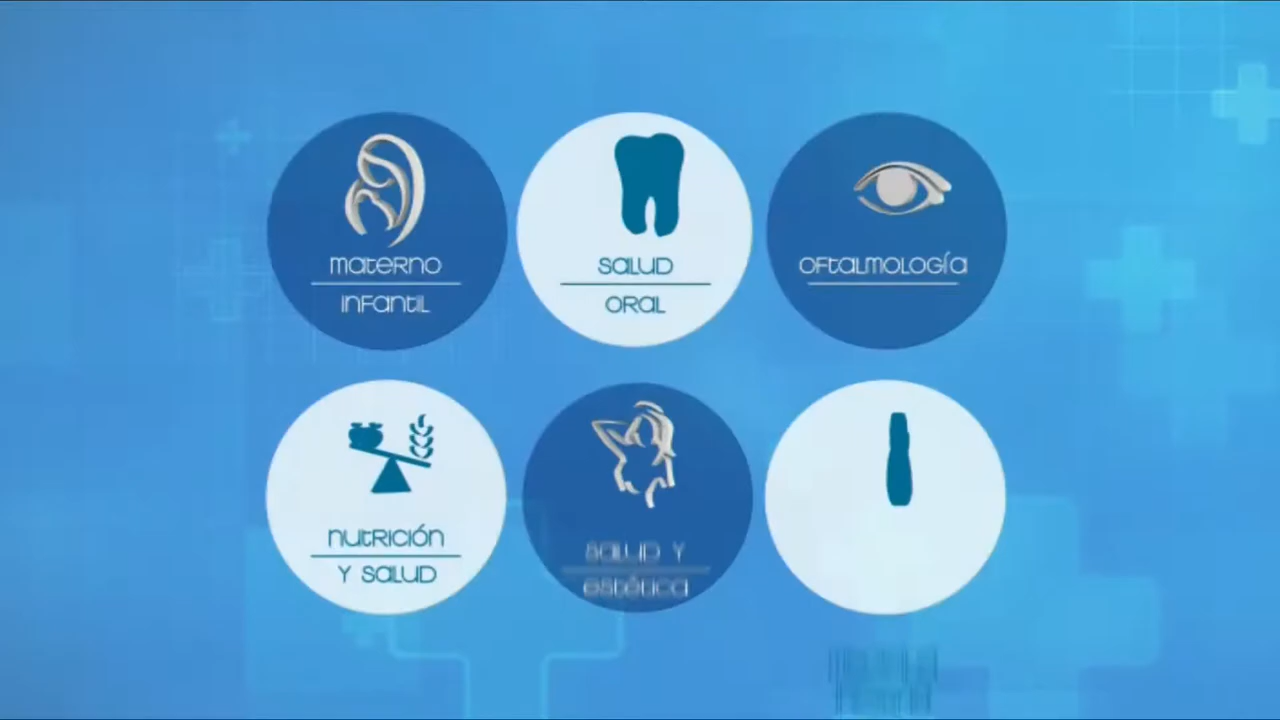 materno
infantil
salud
oral
oftalmología
nutrición
y salud
salud y
estética